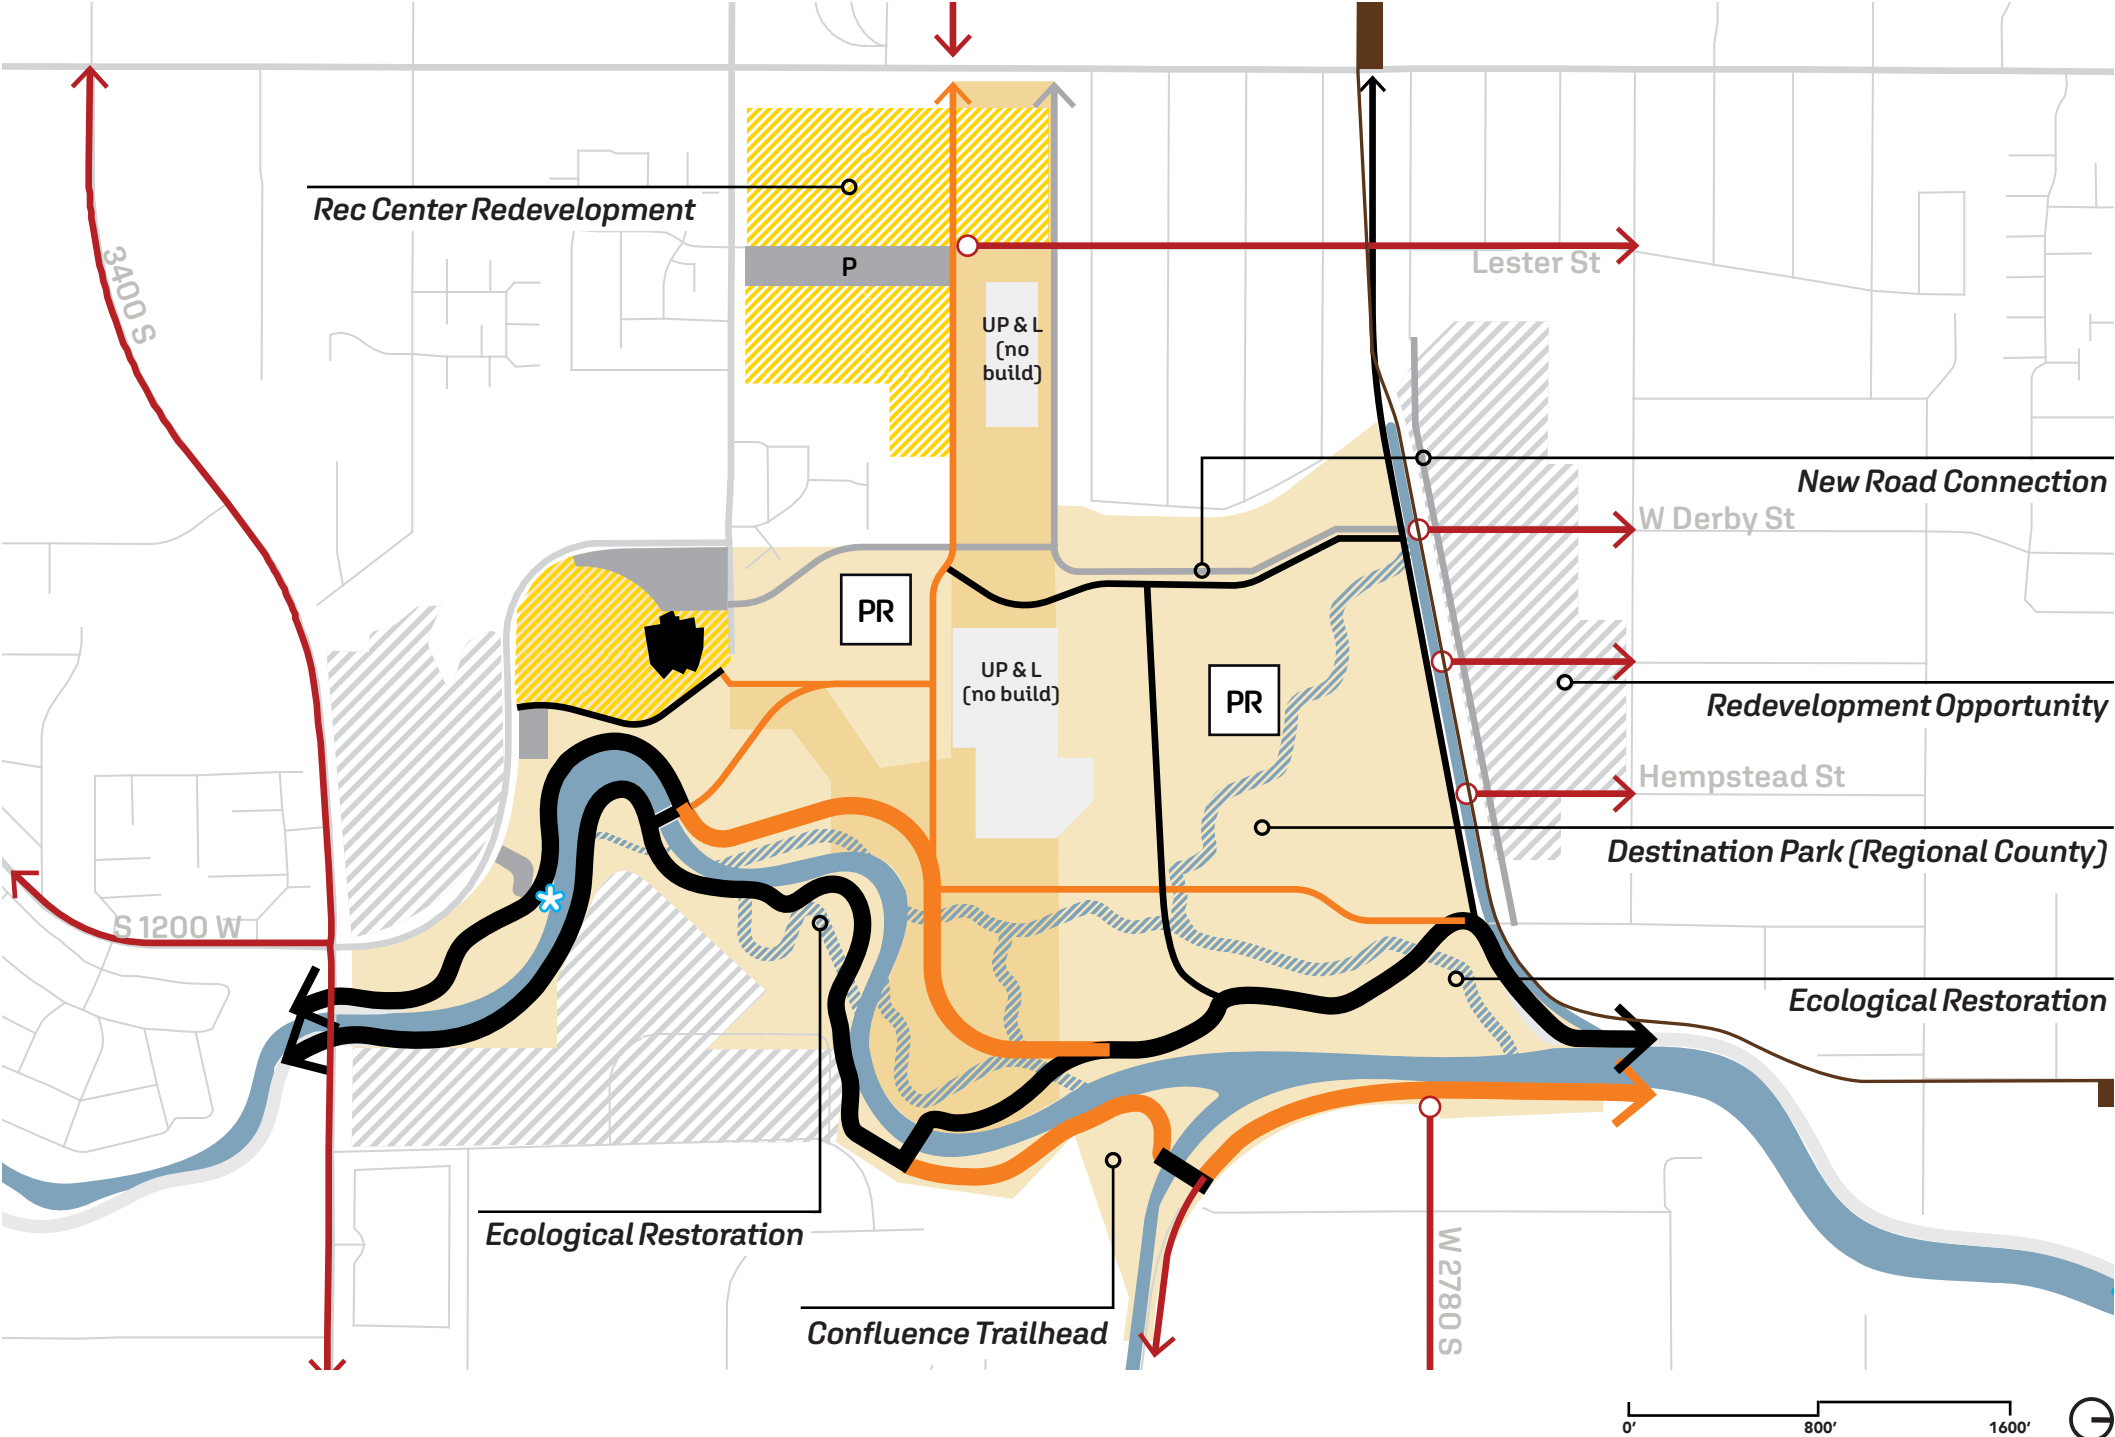 Rec Center Redevelopment
3400 S
P
Lester St
UP & L
(no
build)
New Road Connection
W Derby St
PR
UP & L
(no build)
PR
Redevelopment Opportunity
Hempstead St
Destination Park (Regional County)
*
S 1200 W
Ecological Restoration
Ecological Restoration
W 2780 S
Confluence Trailhead
0'
800'
1600'